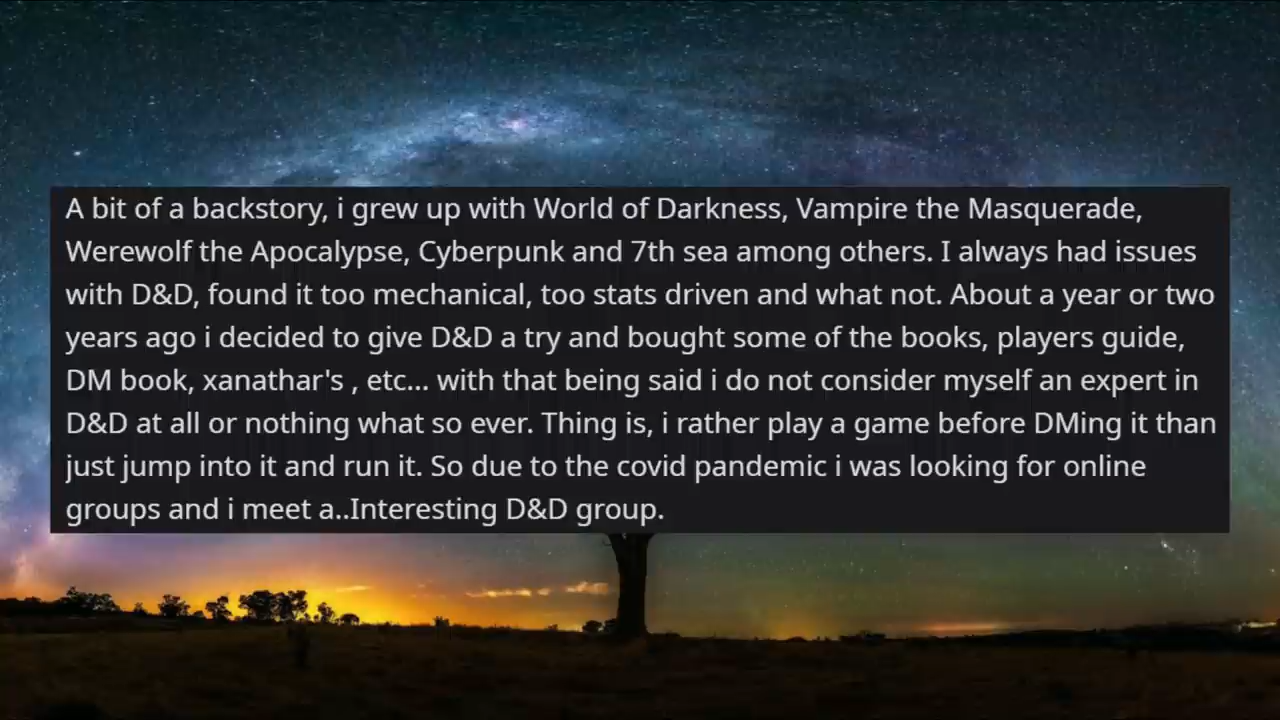 A bit of a backstory, i grew up with World of Darkness, Vampire the Masquerade,
Werewolf the Apocalypse, Cyberpunk and 7th sea among others. I always had issues
with D&D, found it too mechanical, too stats driven and what not. About a year or two
years ago i decided to give D&D a try and bought some of the books, players guide,
DM book, xanathar's , etc... with that being said i do not consider myself an expert in
D&D at all or nothing what so ever. Thing is, i rather play a game before DMing it than
just jump into it and run it. So due to the covid pandemic i was looking for online
groups and i meet a..Interesting D&D group.